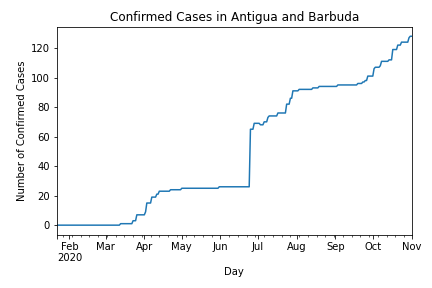 Confirmed Cases in Antigua and Barbuda
120
100
80
60
40
20
0
Number of Confirmed Cases
Feb Mar Apr May Jun Jul Aug Sep Oct Nov
2020
Day